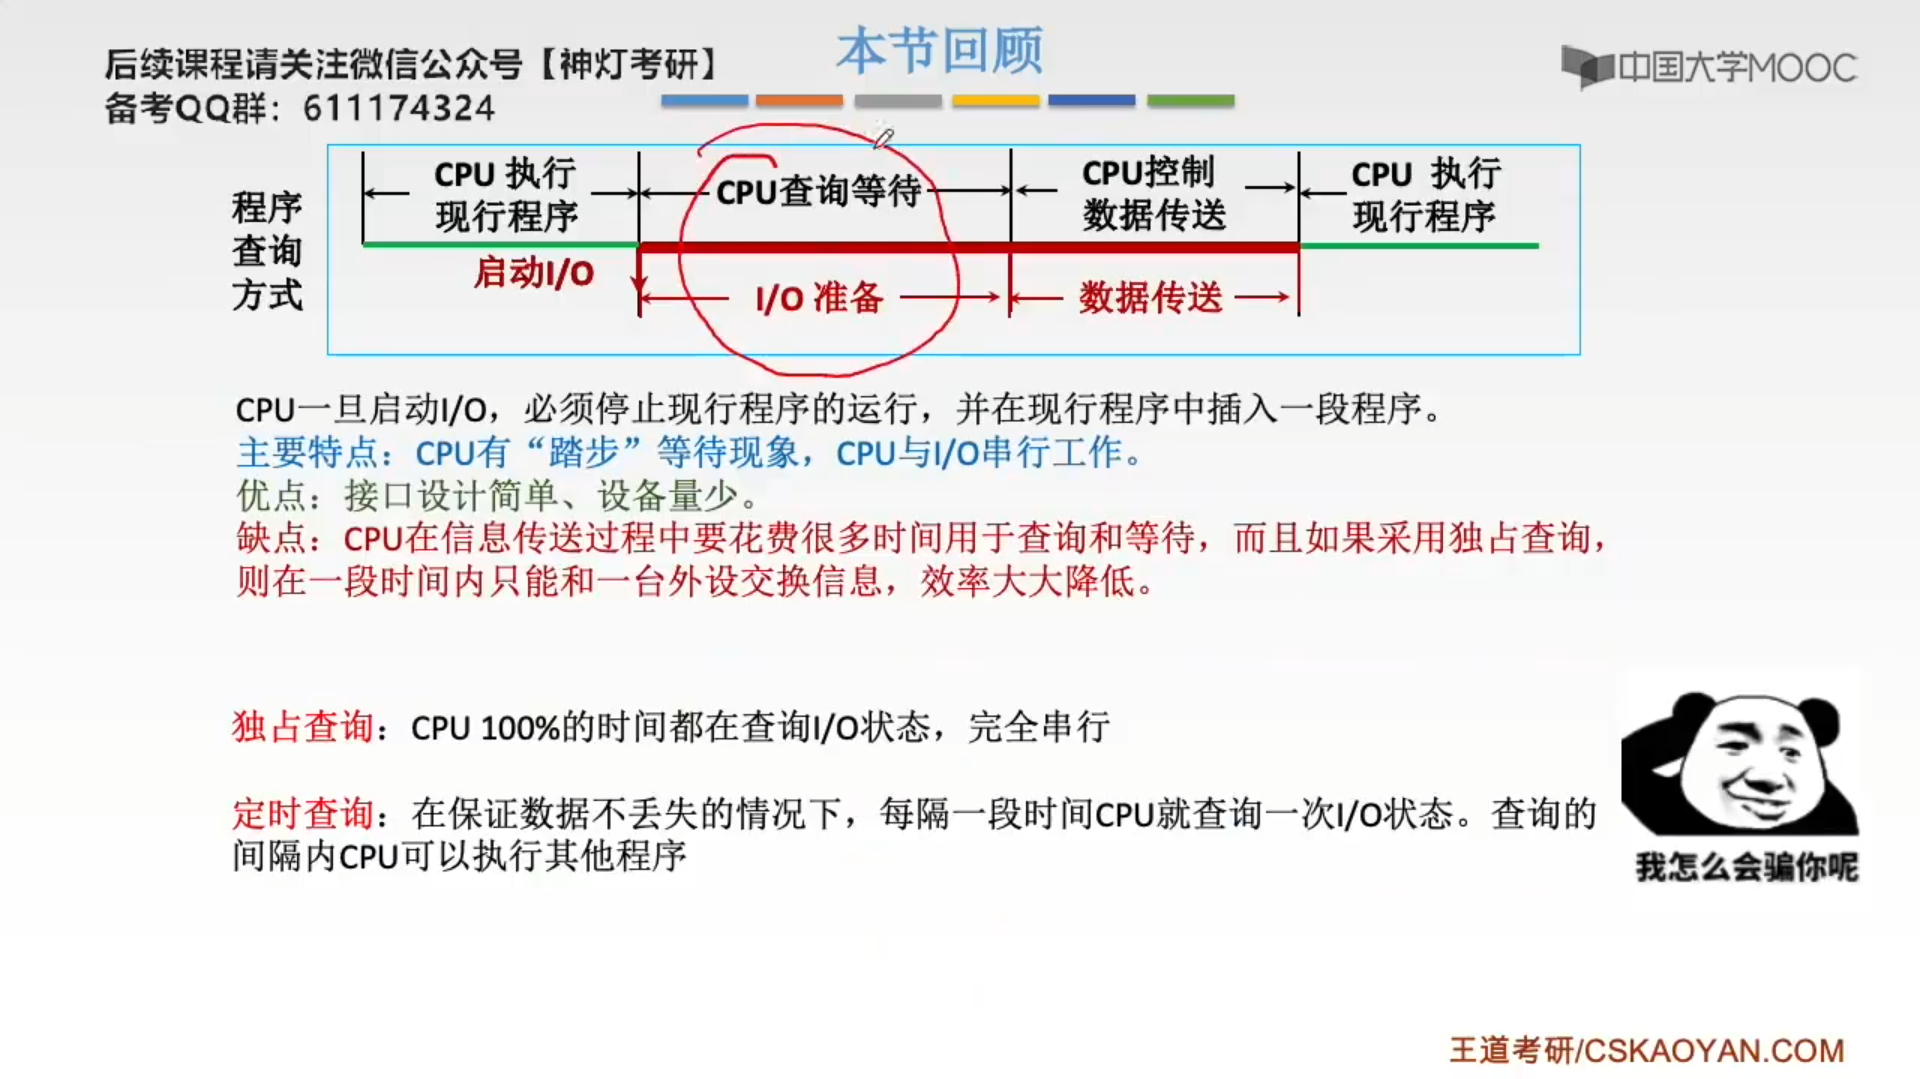 后续课程请关注微信公众号【神灯考研】
备考QQ群：611174324
本节回顾
中国大学MOOC
程序
查询
方式
CPU 执行
现行程序
CPU查询等待
CPU控制
数据传送
CPU 执行
现行程序
启动I/O
I/O 准备
数据传送
CPU一旦启动I/O，必须停止现行程序的运行，并在现行程序中插入一段程序。
主要特点：CPU有“踏步”等待现象，CPU与I/O串行工作。
优点：接口设计简单、设备量少。
缺点：CPU在信息传送过程中要花费很多时间用于查询和等待，而且如果采用独占查询，
则在一段时间内只能和一台外设交换信息，效率大大降低。
独占查询：CPU 100%的时间都在查询I/O状态，完全串行
定时查询：在保证数据不丢失的情况下，每隔一段时间CPU就查询一次I/O状态。查询的
间隔内CPU可以执行其他程序
我怎么会骗你呢
王道考研/CSKAOYAN.COM